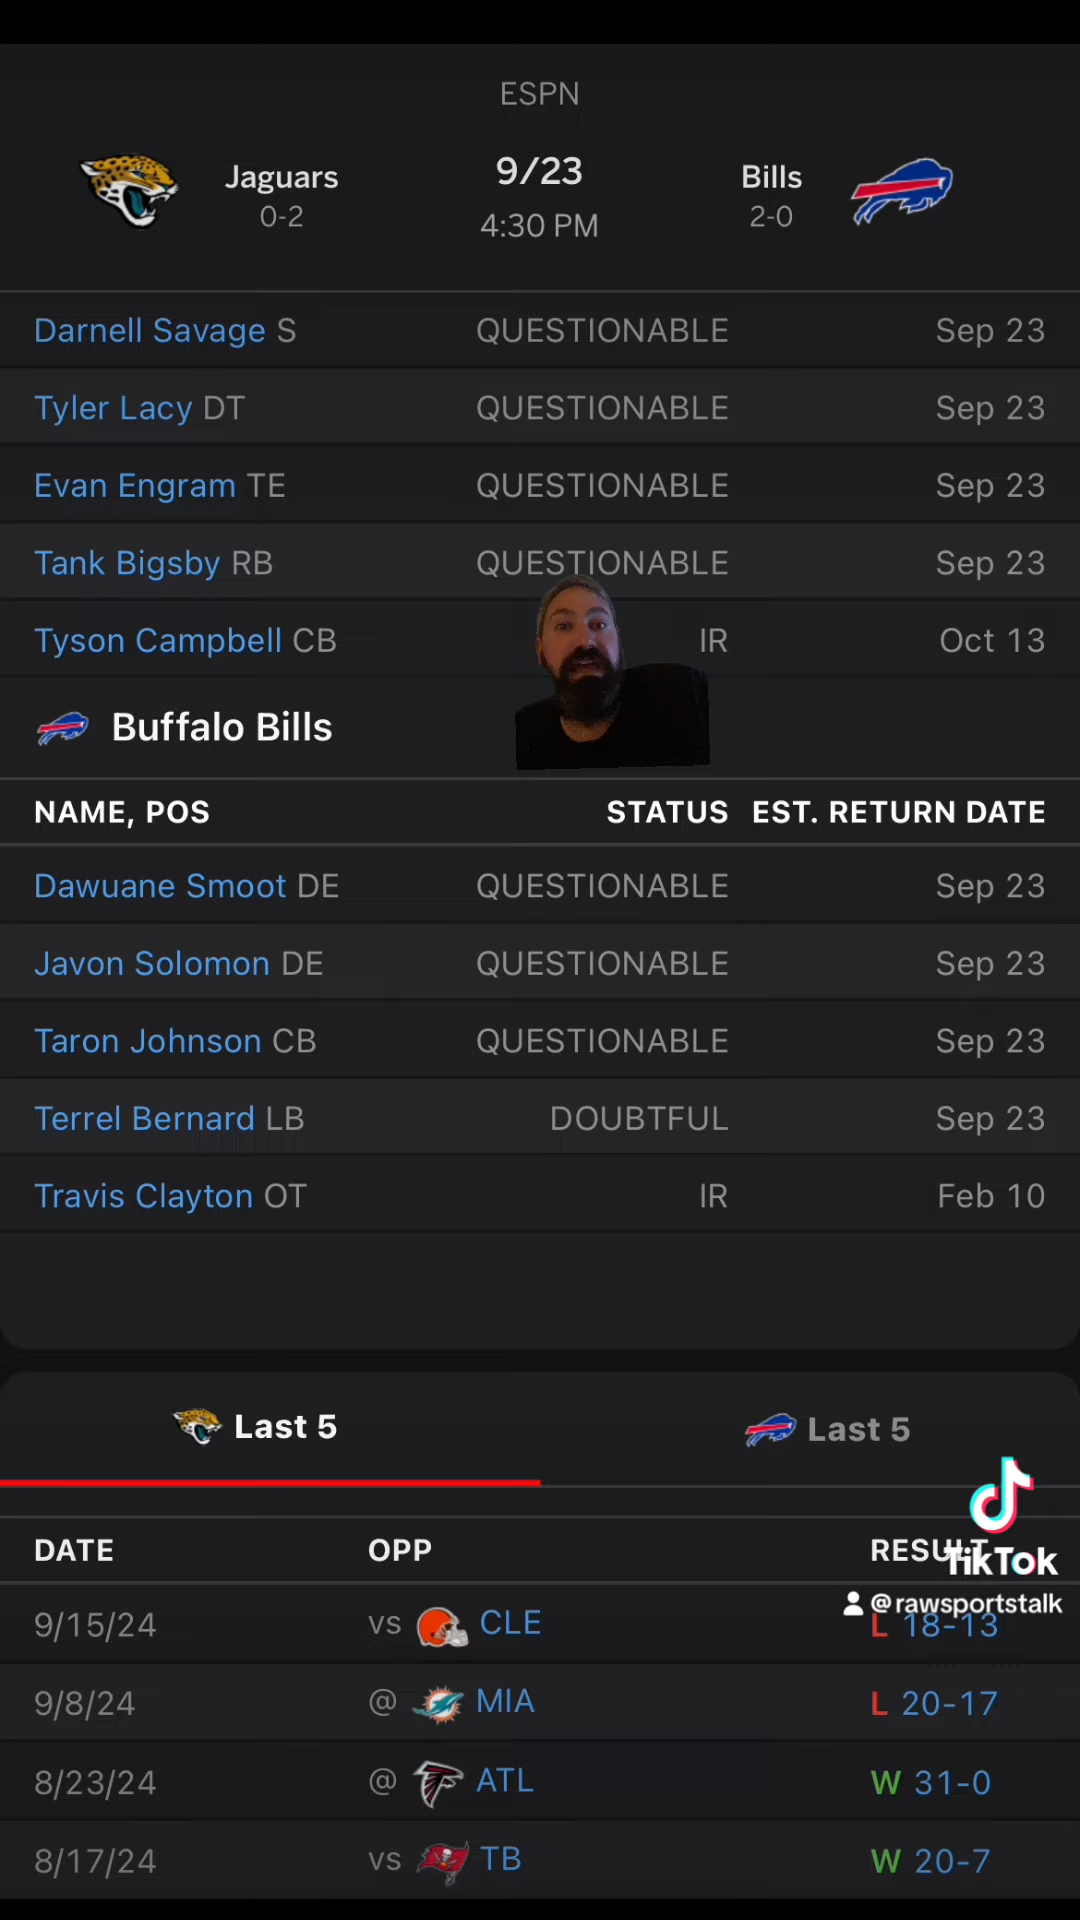 ESPN
Jaguars 9/23 Bills
0-2 4:30 PM 2-0
Darnell Savage S QUESTIONABLE Sep 23
Tyler Lacy DT QUESTIONABLE Sep 23
Evan Engram TE QUESTIONABLE Sep 23
Tank Bigsby RB QUESTIONABLE Sep 23
Tyson Campbell CB IR Oct 13
Buffalo Bills
NAME, POS STATUS EST. RETURN DATE
Dawuane Smoot DE QUESTIONABLE Sep 23
Javon Solomon DE QUESTIONABLE Sep 23
Taron Johnson CB QUESTIONABLE Sep 23
Terrel Bernard LB DOUBTFUL Sep 23
Travis Clayton OT IR Feb 10
Last 5 Last 5
DATE OPP RESULT
TikTok
@rawsportstalk
9/15/24 vs CLE L 18-13
9/8/24 @ MIA L 20-17
8/23/24 @ ATL W 31-0
8/17/24 vs TB W 20-7